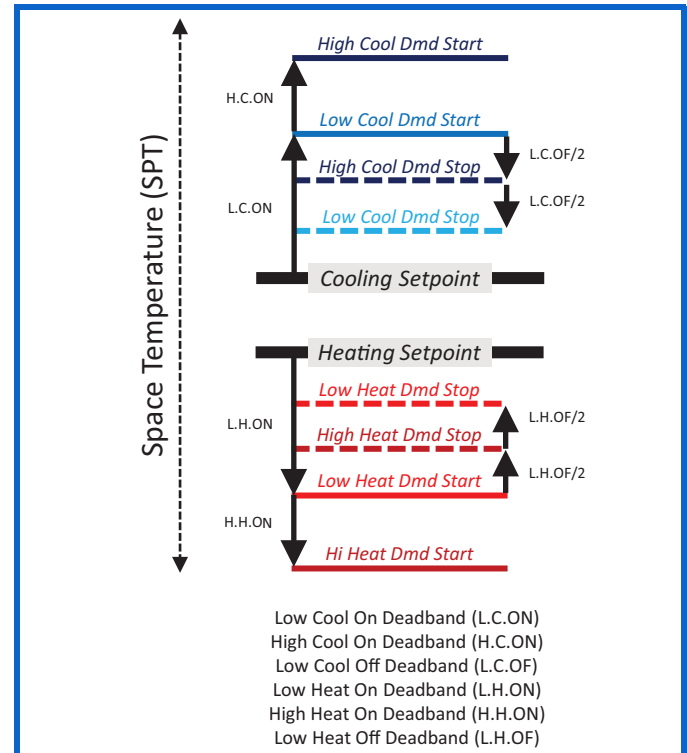 High Cool Dmd Start
H.C.ON
Low Cool Dmd Start
L.C.OF/2
High Cool Dmd Stop
L.C.ON
L.C.OF/2
Low Cool Dmd Stop
Cooling Setpoint
Space Temperature (SPT)
Heating Setpoint
Low Heat Dmd Stop
L.H.ON
L.H.OF/2
High Heat Dmd Stop
L.H.OF/2
Low Heat Dmd Start
H.H.ON
Hi Heat Dmd Start
Low Cool On Deadband (L.C.ON)
High Cool On Deadband (H.C.ON)
Low Cool Off Deadband (L.C.OF)
Low Heat On Deadband (L.H.ON)
High Heat On Deadband (H.H.ON)
Low Heat Off Deadband (L.H.OF)